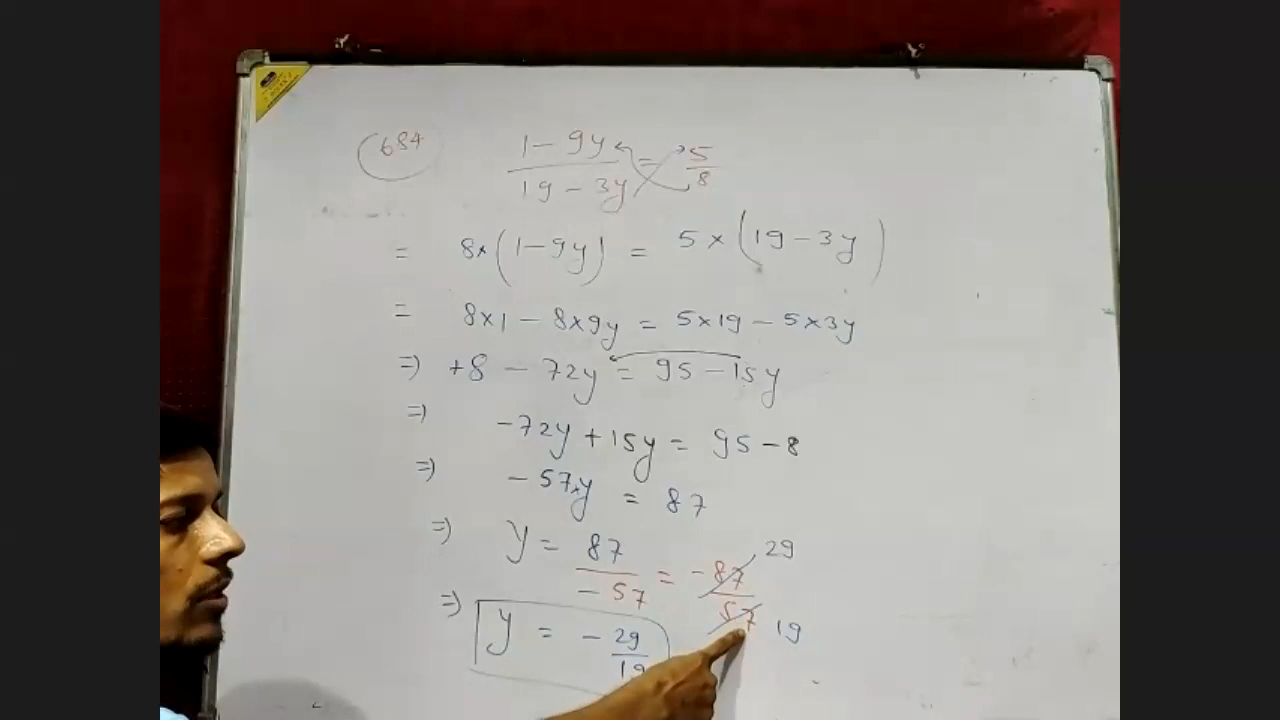 684
1-9y / 19-3y = 5/8
= 8×(1-9y) = 5×(19-3y)
= 8×1 - 8×9y = 5×19 - 5×3y
=) +8 - 72y = 95 - 15y
=) -72y + 15y = 95 - 8
=) -57×y = 87
=) y = 87/-57 = -87/57 29 19
=) y = - 29/19